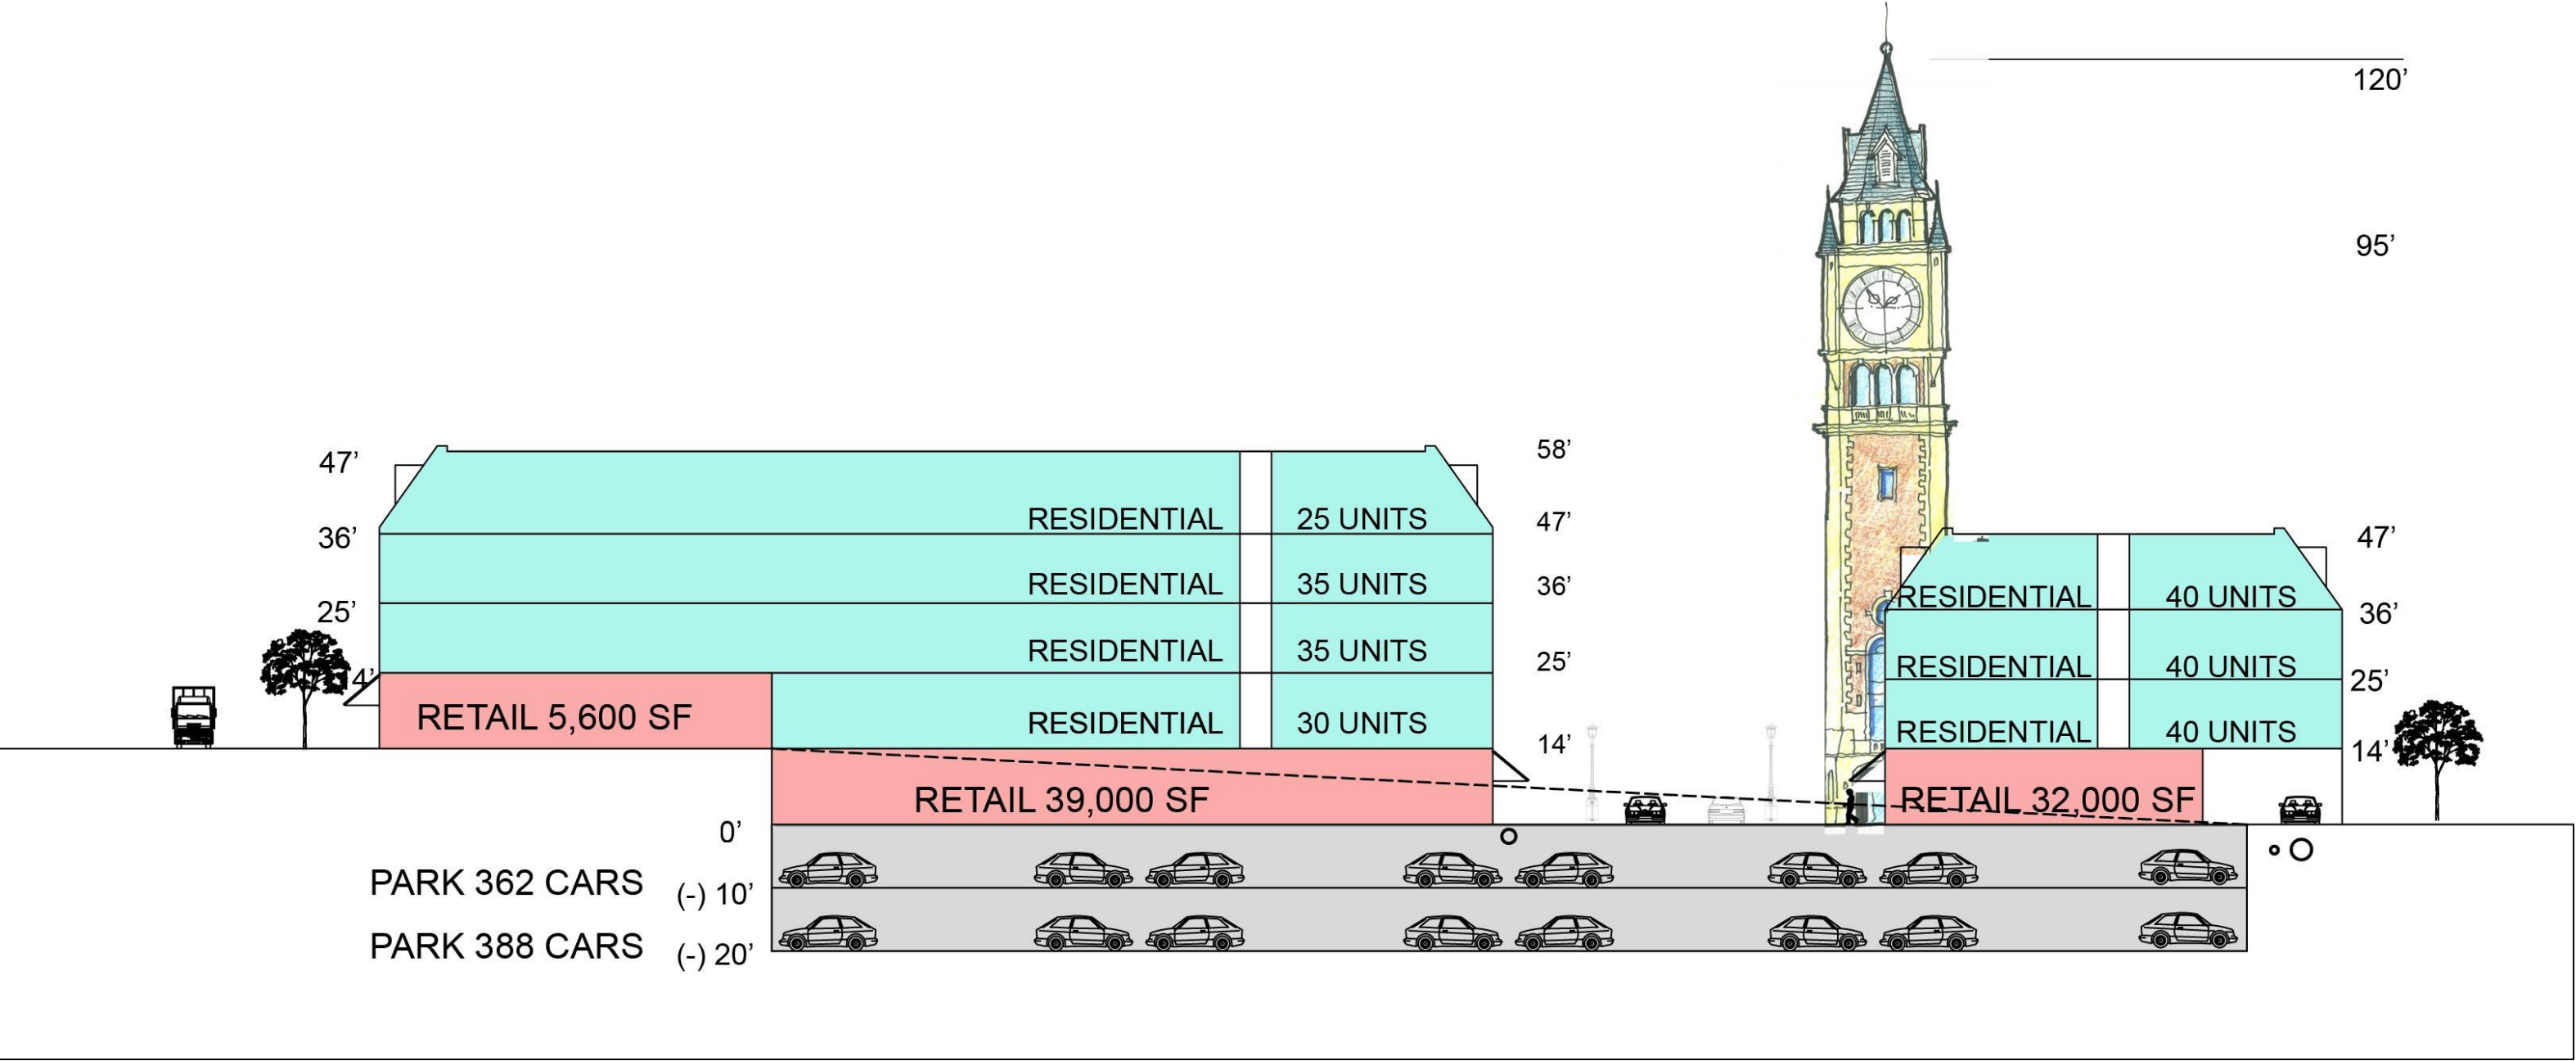 120’
95’
58’
47’
RESIDENTIAL 25 UNITS
47’
47’
36’
RESIDENTIAL 35 UNITS
36’
RESIDENTIAL 40 UNITS
36’
25’
RESIDENTIAL 35 UNITS
25’
RESIDENTIAL 40 UNITS
25’
4’
RETAIL 5,600 SF
RESIDENTIAL 30 UNITS
14’
RESIDENTIAL 40 UNITS
14’
RETAIL 39,000 SF
RETAIL 32,000 SF
0’
PARK 362 CARS
(-) 10’
PARK 388 CARS
(-) 20’